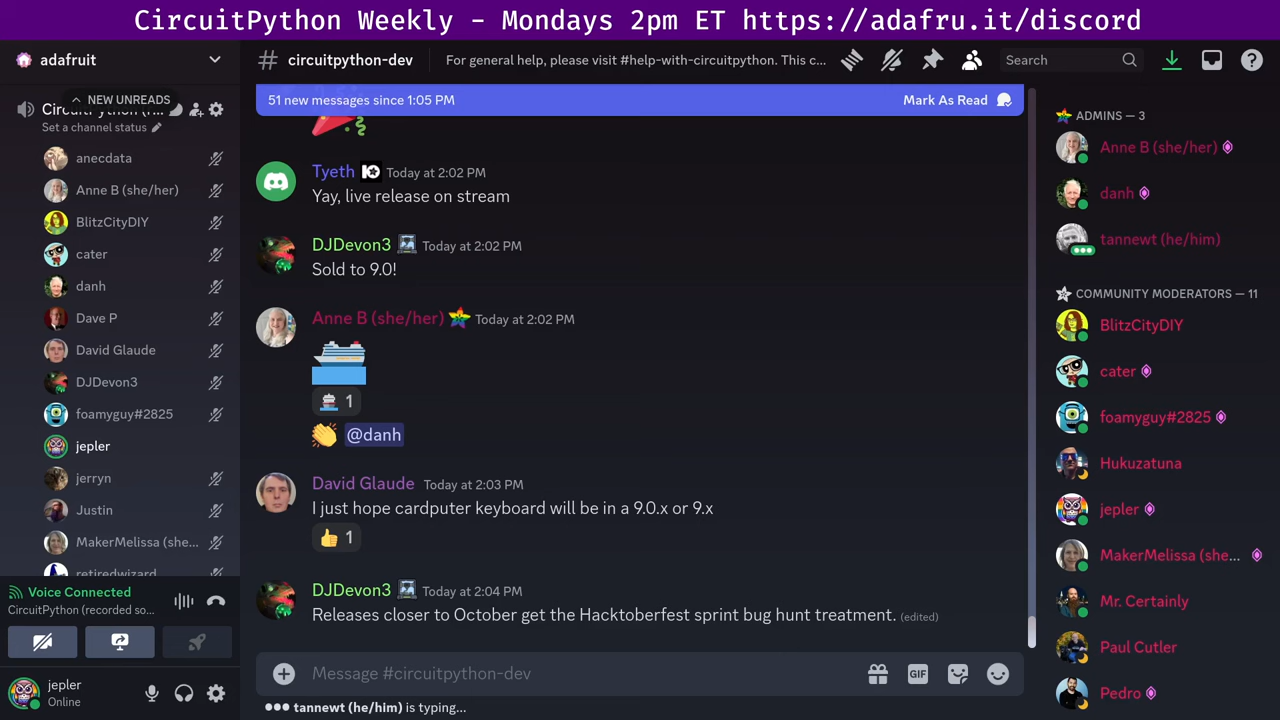 CircuitPython Weekly - Mondays 2pm ET https://adafru.it/discord
adafruit
# circuitpython-dev
For general help, please visit #help-with-circuitpython. This c...
Search
NEW UNREADS
Set a channel status
anecdata
Anne B (she/her)
BlitzCityDIY
cater
danh
Dave P
David Glaude
DJDevon3
foamyguy#2825
jepler
jerryn
Justin
MakerMelissa (she...
retiredwizard
Voice Connected
CircuitPython (recorded so...
jepler
Online
51 new messages since 1:05 PM
Mark As Read
Tyeth Today at 2:02 PM
Yay, live release on stream
DJDevon3 Today at 2:02 PM
Sold to 9.0!
Anne B (she/her) Today at 2:02 PM
1
@danh
David Glaude Today at 2:03 PM
I just hope cardputer keyboard will be in a 9.0.x or 9.x
1
DJDevon3 Today at 2:04 PM
Releases closer to October get the Hacktoberfest sprint bug hunt treatment. (edited)
Message #circuitpython-dev
GIF
tannewt (he/him) is typing...
ADMINS — 3
Anne B (she/her)
danh
tannewt (he/him)
COMMUNITY MODERATORS — 11
BlitzCityDIY
cater
foamyguy#2825
Hukuzatuna
jepler
MakerMelissa (she...
Mr. Certainly
Paul Cutler
Pedro